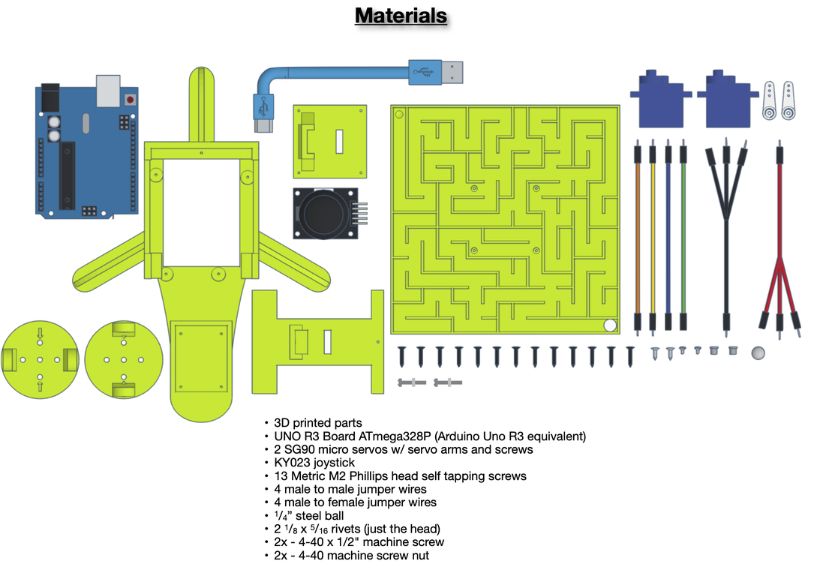 Materials
• 3D printed parts
• UNO R3 Board ATmega328P (Arduino Uno R3 equivalent)
• 2 SG90 micro servos w/ servo arms and screws
• KY023 joystick
• 13 Metric M2 Phillips head self tapping screws
• 4 male to male jumper wires
• 4 male to female jumper wires
• 1/4” steel ball
• 2 1/8 x 5/16 rivets (just the head)
• 2x - 4-40 x 1/2" machine screw
• 2x - 4-40 machine screw nut